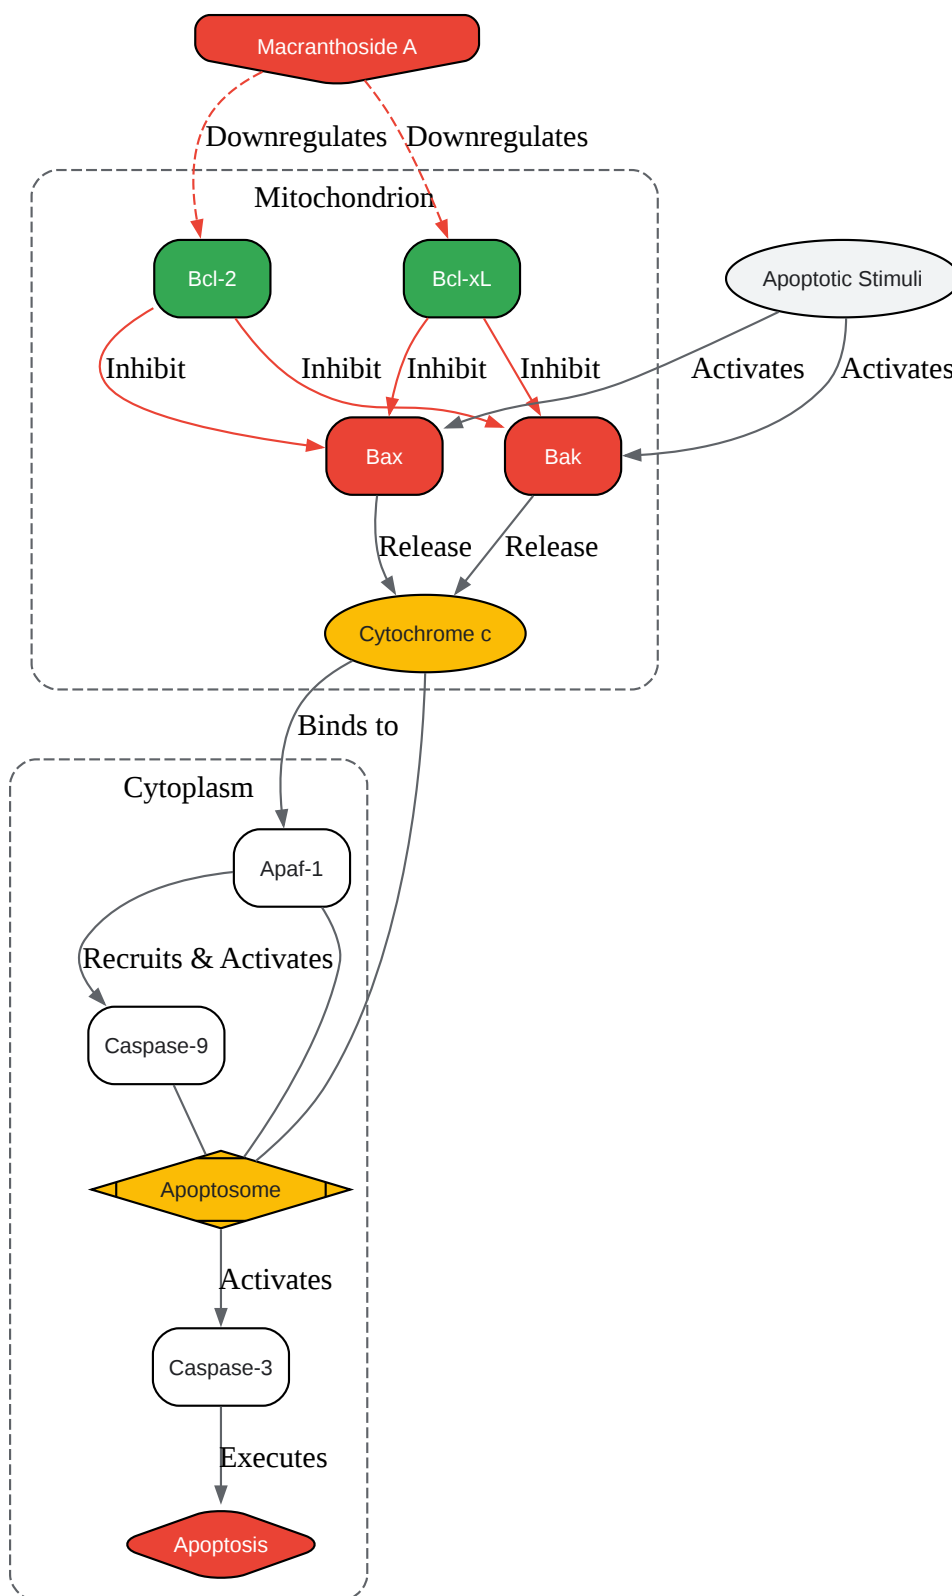 Macranthoside A
Downregulates
Downregulates
Mitochondrion
Bcl-2
Bcl-xL
Apoptotic Stimuli
Inhibit
Inhibit
Inhibit
Inhibit
Activates
Activates
Bax
Bak
Release
Release
Cytochrome c
Binds to
Cytoplasm
Apaf-1
Recruits & Activates
Caspase-9
Apoptosome
Activates
Caspase-3
Executes
Apoptosis